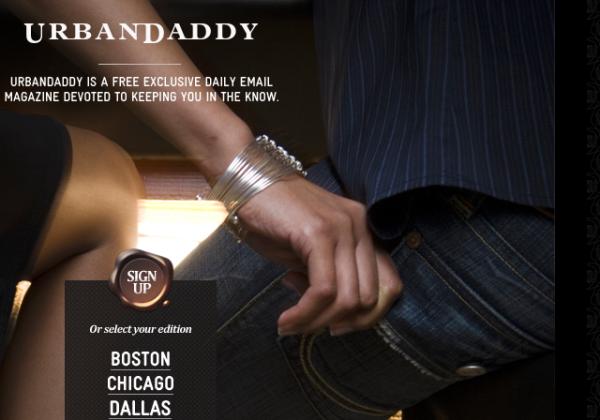 URBANDADDY
URBANDADDY IS A FREE EXCLUSIVE DAILY EMAIL
MAGAZINE DEVOTED TO KEEPING YOU IN THE KNOW.
SIGN
UP
Or select your edition
BOSTON
CHICAGO
DALLAS